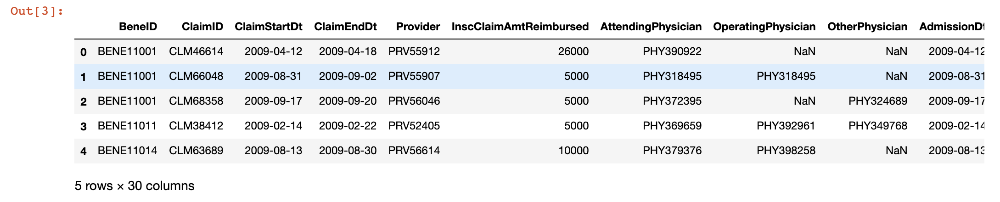 Out[3]:
BeneID ClaimID ClaimStartDt ClaimEndDt Provider InscClaimAmtReimbursed AttendingPhysician OperatingPhysician OtherPhysician AdmissionDt
0 BENE11001 CLM46614 2009-04-12 2009-04-18 PRV55912 26000 PHY390922 NaN NaN 2009-04-12
1 BENE11001 CLM66048 2009-08-31 2009-09-02 PRV55907 5000 PHY318495 PHY318495 NaN 2009-08-31
2 BENE11001 CLM68358 2009-09-17 2009-09-20 PRV56046 5000 PHY372395 NaN PHY324689 2009-09-17
3 BENE11011 CLM38412 2009-02-14 2009-02-22 PRV52405 5000 PHY369659 PHY392961 PHY349768 2009-02-14
4 BENE11014 CLM63689 2009-08-13 2009-08-30 PRV56614 10000 PHY379376 PHY398258 NaN 2009-08-13
5 rows × 30 columns